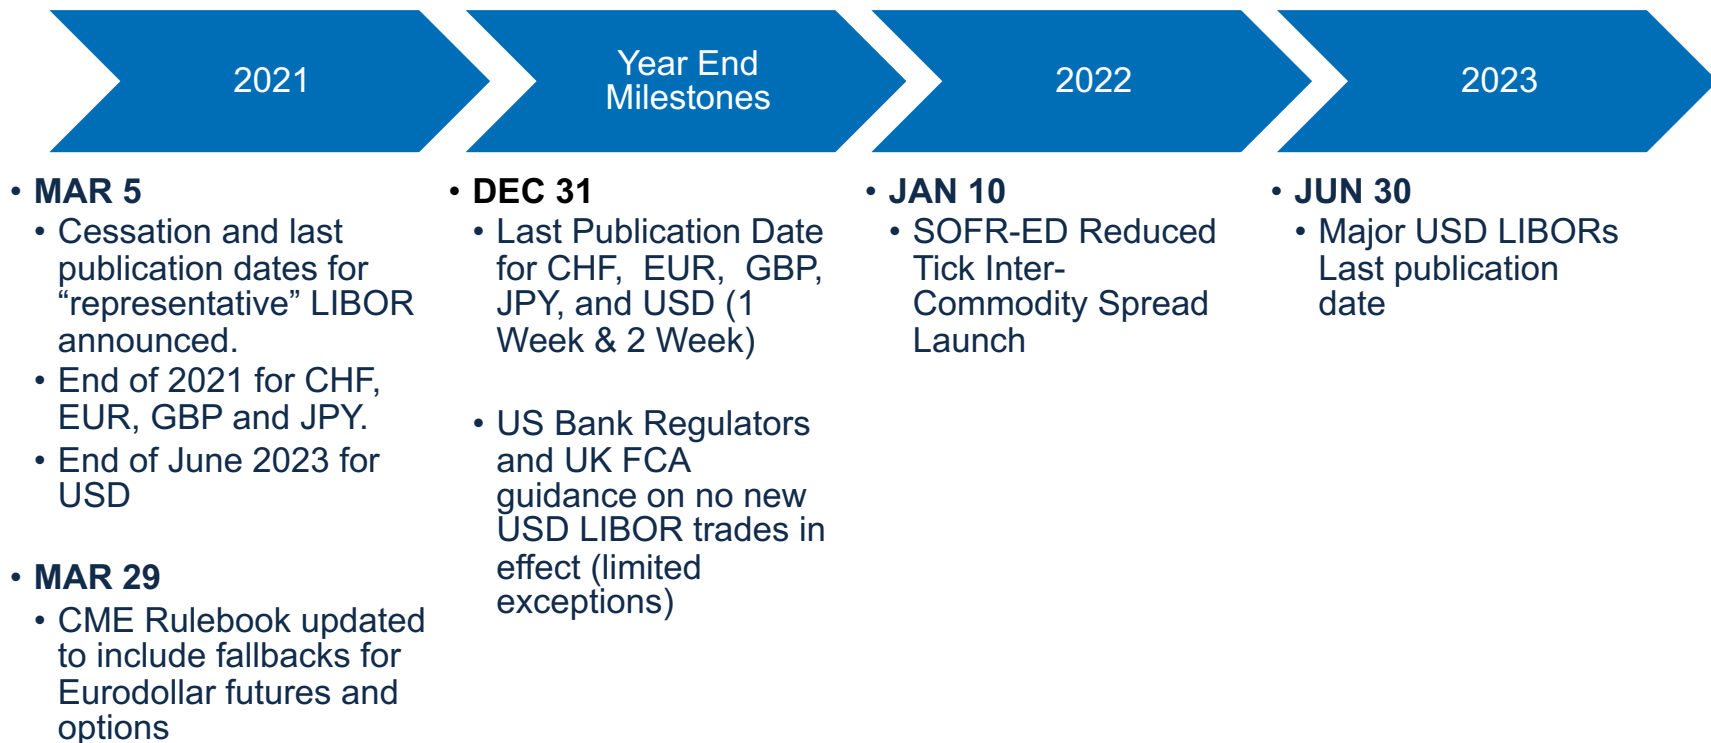 2021
Year End
Milestones
2022
2023
• MAR 5
• Cessation and last
publication dates for
“representative” LIBOR
announced.
• End of 2021 for CHF,
EUR, GBP and JPY.
• End of June 2023 for
USD
• MAR 29
• CME Rulebook updated
to include fallbacks for
Eurodollar futures and
options
• DEC 31
• Last Publication Date
for CHF, EUR, GBP,
JPY, and USD (1
Week & 2 Week)
• US Bank Regulators
and UK FCA
guidance on no new
USD LIBOR trades in
effect (limited
exceptions)
• JAN 10
• SOFR-ED Reduced
Tick Inter-
Commodity Spread
Launch
• JUN 30
• Major USD LIBORs
Last publication
date